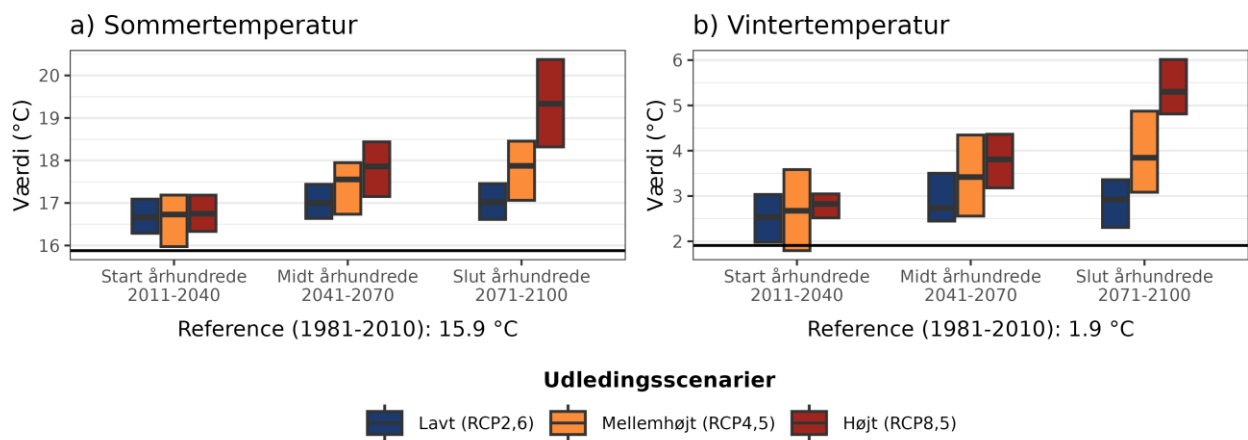 a) Sommertemperatur
Værdi (°C)
20
19
18
17
16
Start århundrede
2011-2040
Midt århundrede
2041-2070
Slut århundrede
2071-2100
Reference (1981-2010): 15.9 °C
b) Vintertemperatur
Værdi (°C)
6
5
4
3
2
Start århundrede
2011-2040
Midt århundrede
2041-2070
Slut århundrede
2071-2100
Reference (1981-2010): 1.9 °C
Udledingsscenarier
Lavt (RCP2,6)
Mellemhøjt (RCP4,5)
Højt (RCP8,5)